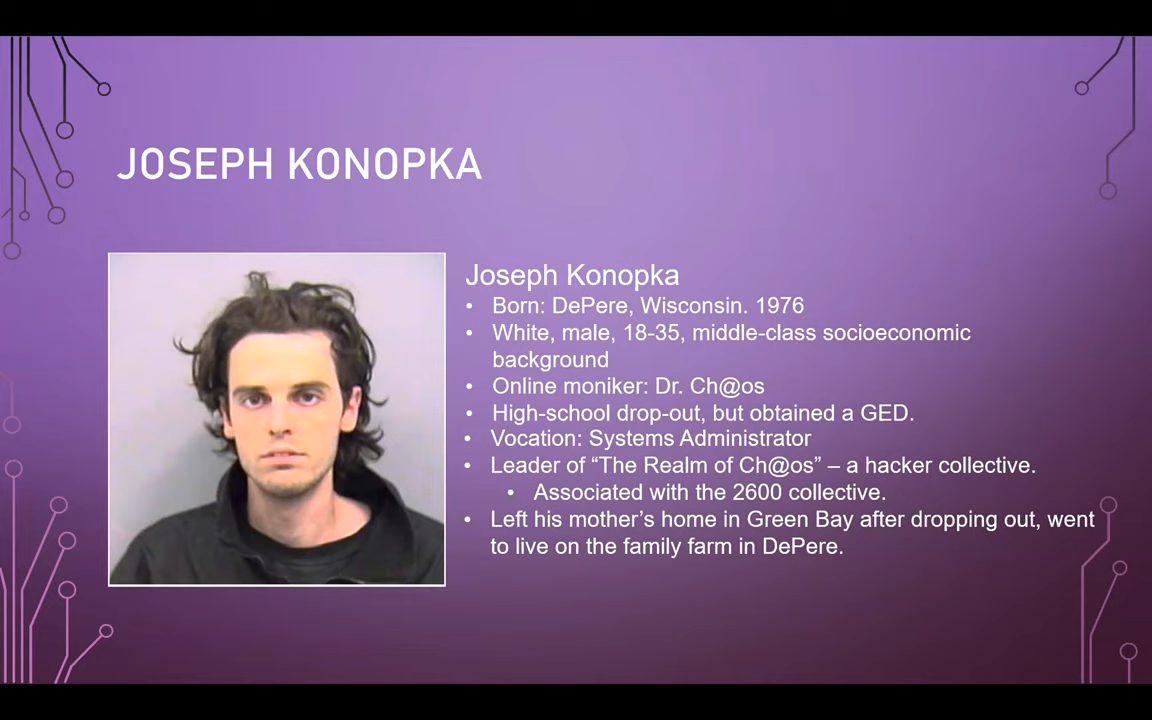 JOSEPH KONOPKA
Joseph Konopka
• Born: DePere, Wisconsin. 1976
• White, male, 18-35, middle-class socioeconomic
background
• Online moniker: Dr. Ch@os
• High-school drop-out, but obtained a GED.
• Vocation: Systems Administrator
• Leader of “The Realm of Ch@os” – a hacker collective.
• Associated with the 2600 collective.
• Left his mother’s home in Green Bay after dropping out, went
to live on the family farm in DePere.